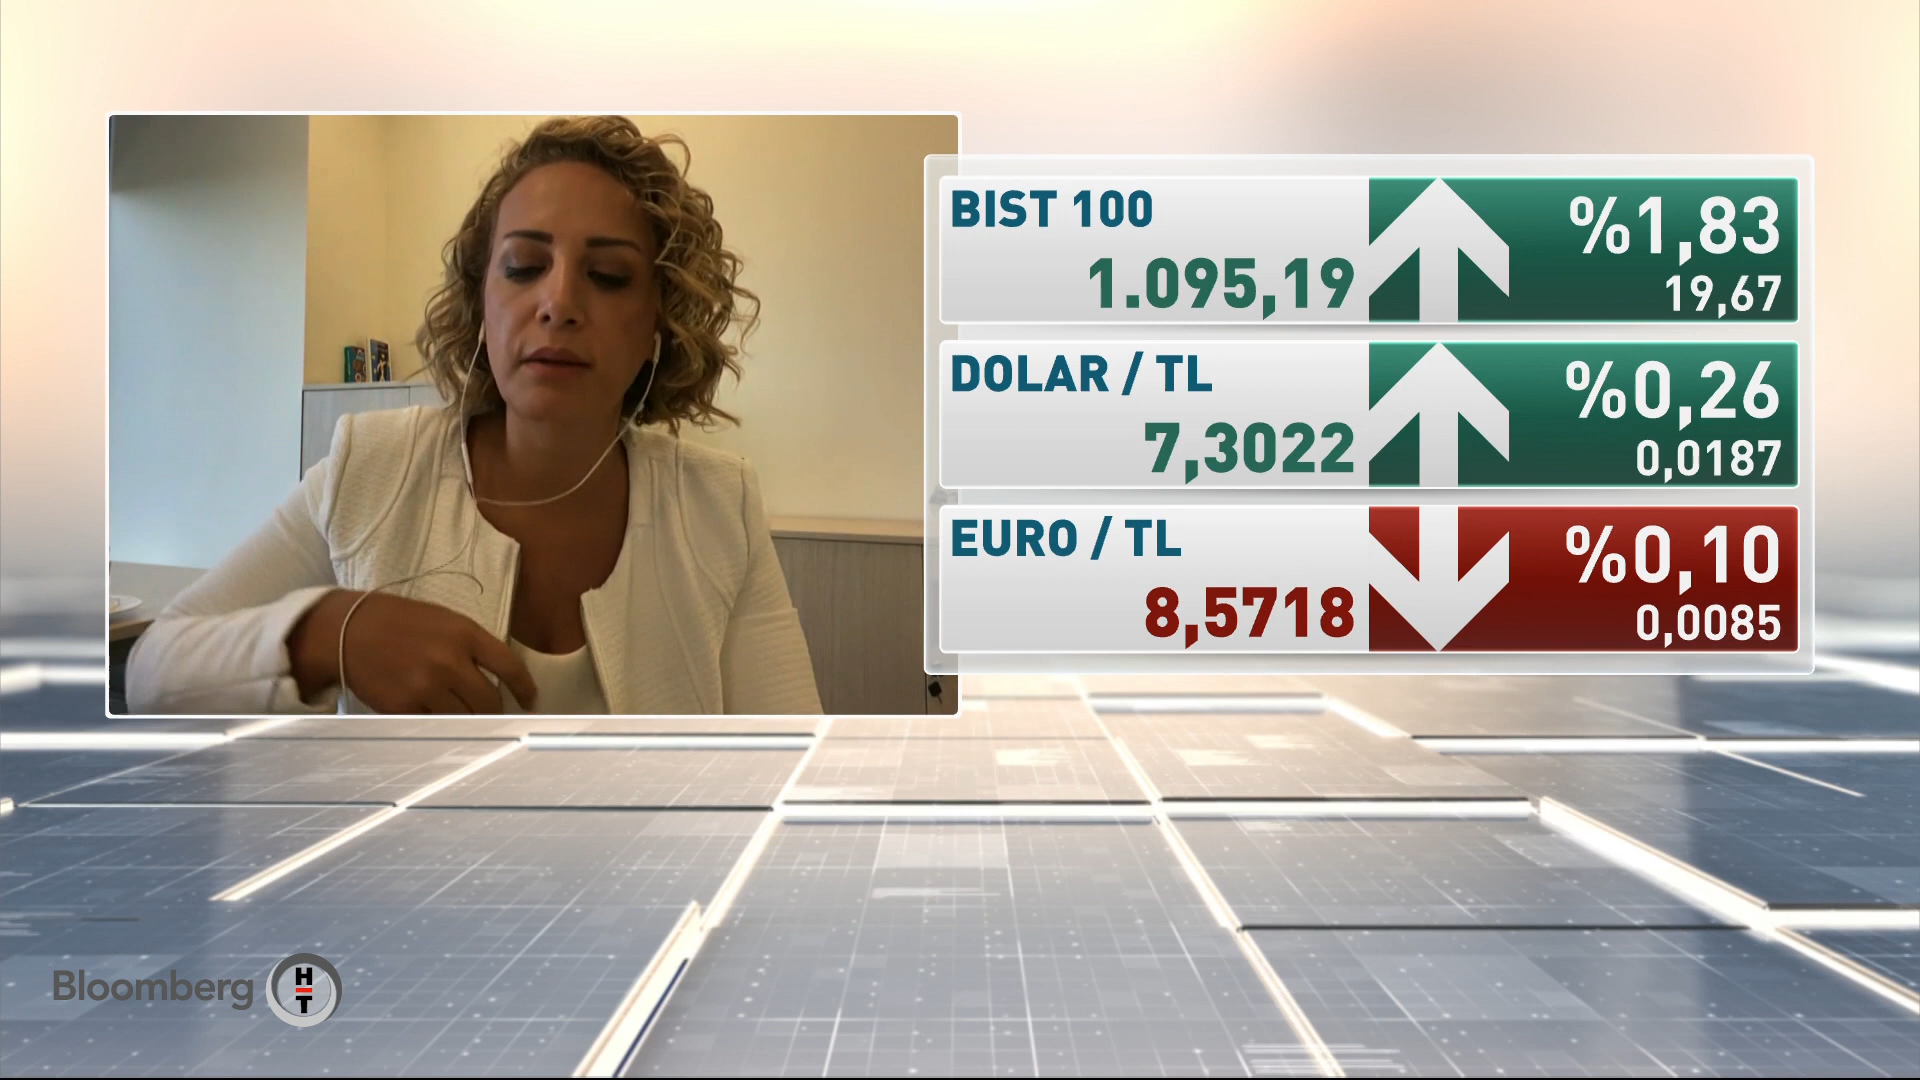 BIST 100
1.095,19
%1,83
19,67
DOLAR / TL
7,3022
%0,26
0,0187
EURO / TL
8,5718
%0,10
0,0085
Bloomberg HT